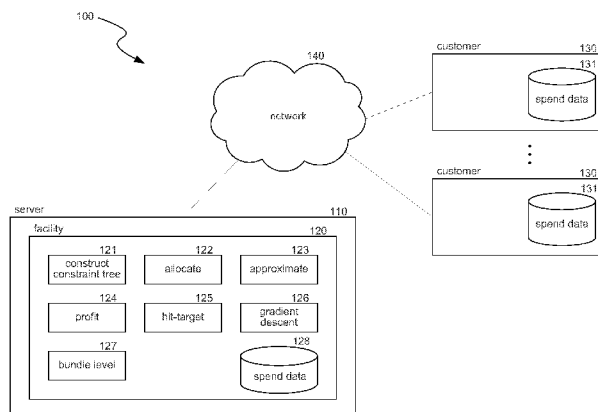 100
140
network
customer 130
131
spend data
customer 130
131
spend data
server 110
facility 120
121 122 123
construct
constraint tree
allocate
approximate
124 125 126
profit
hit-target
gradient
descent
127 128
bundle level
spend data